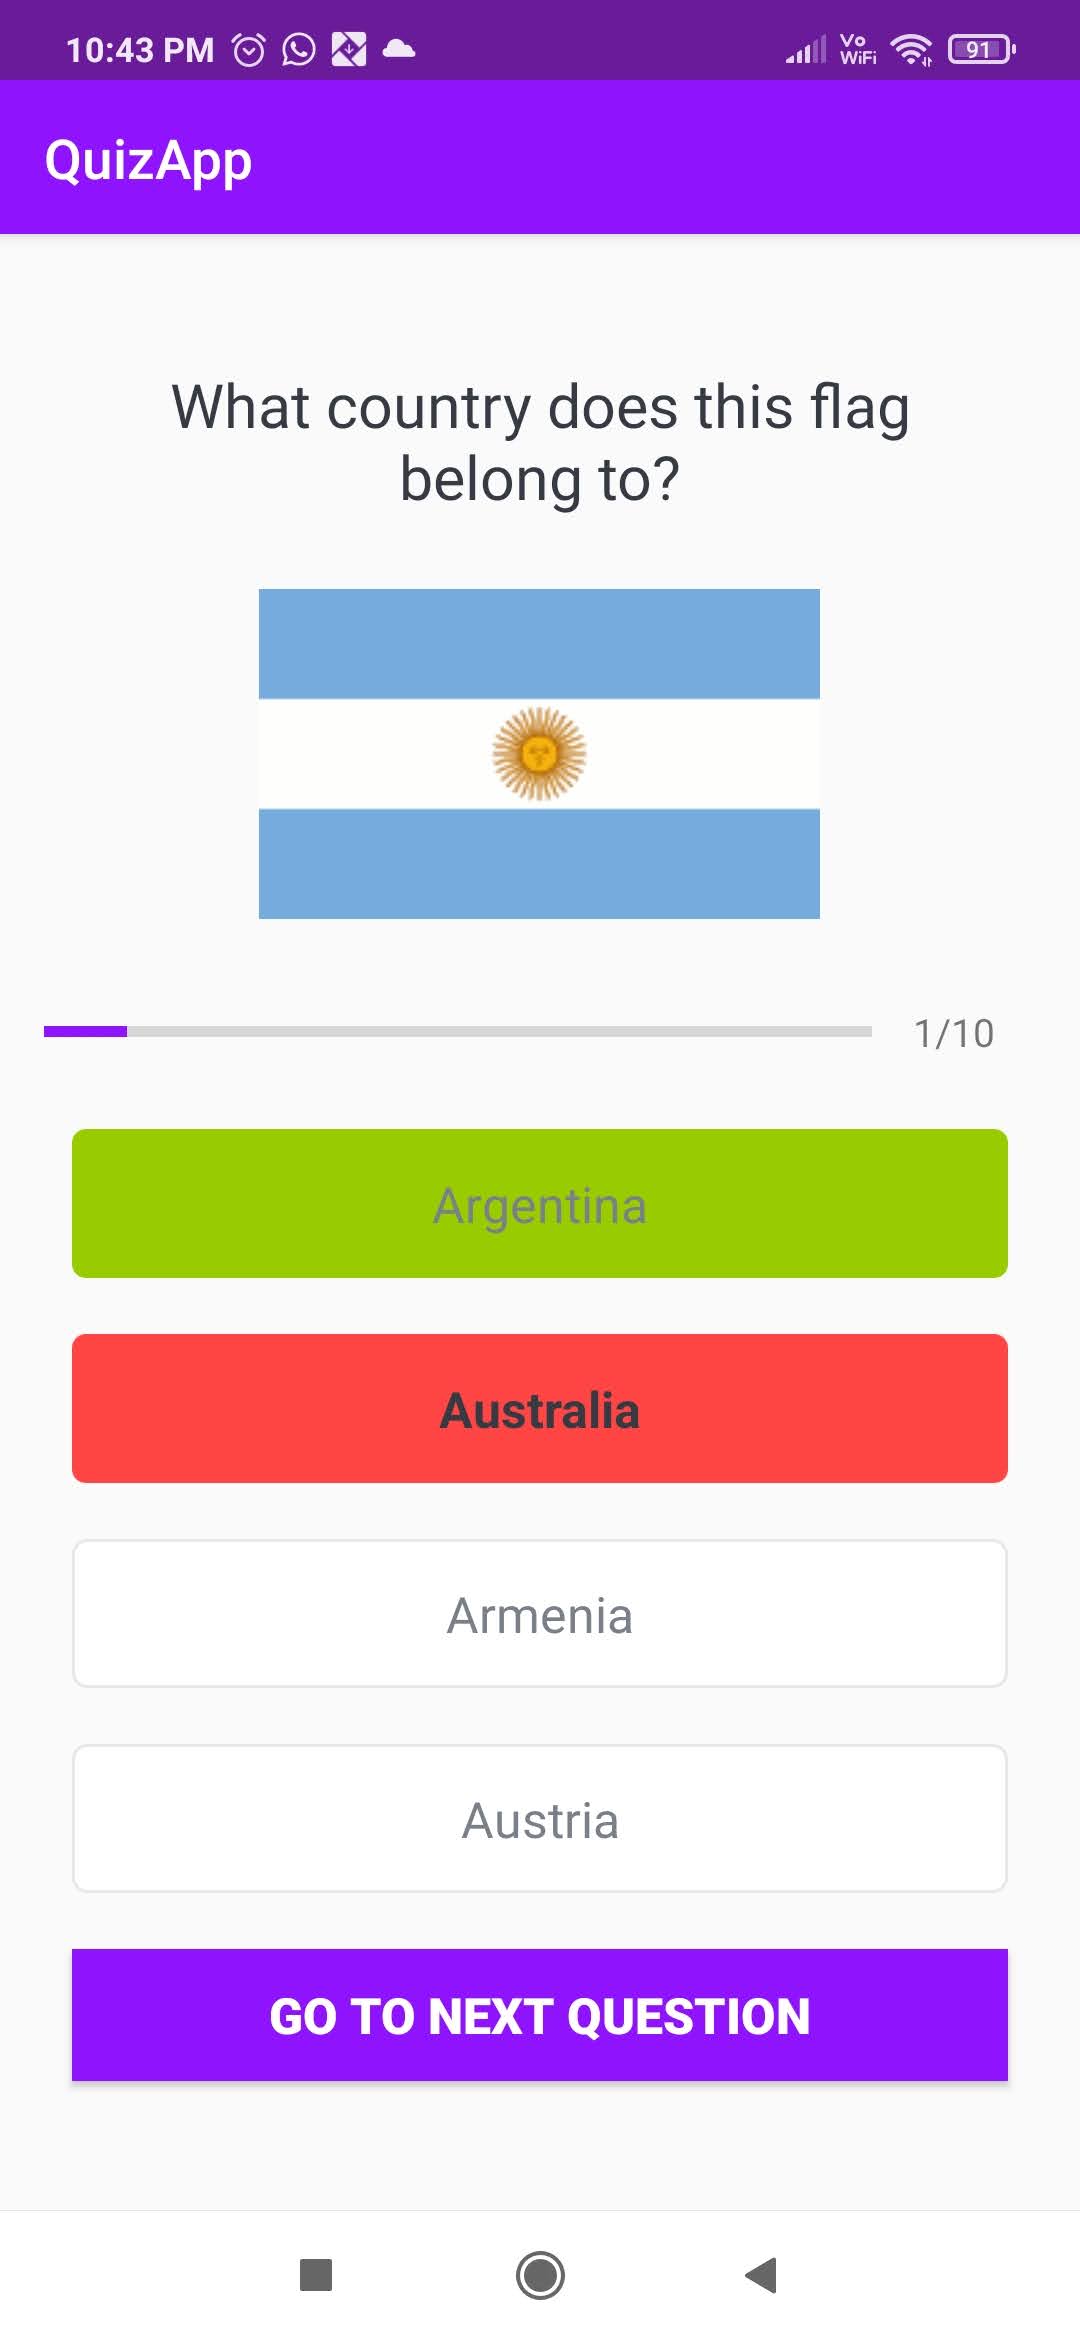 10:43 PM
Vo
WiFi
91
QuizApp
What country does this flag
belong to?
1/10
Argentina
Australia
Armenia
Austria
GO TO NEXT QUESTION